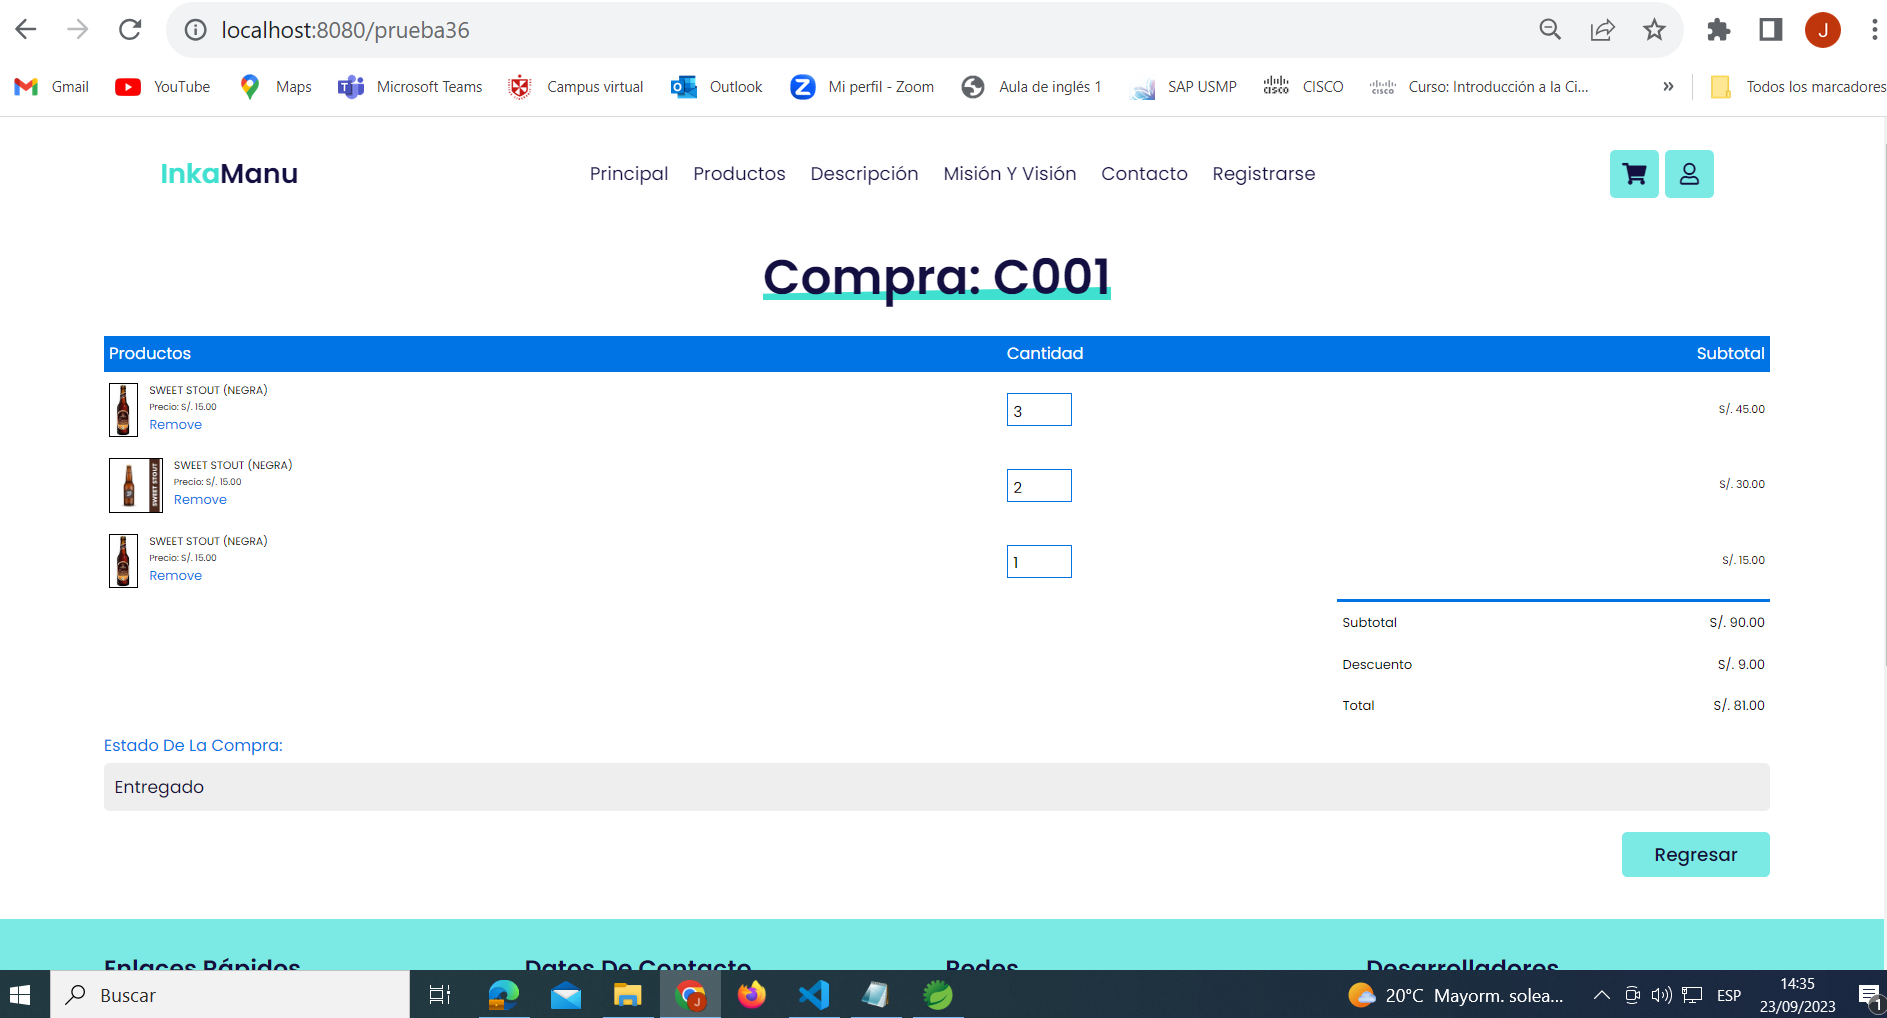 localhost:8080/prueba36
J
Gmail YouTube Maps Microsoft Teams Campus virtual Outlook Mi perfil - Zoom Aula de inglés 1 SAP USMP CISCO Curso: Introducción a la Ci... » Todos los marcadores
InkaManu Principal Productos Descripción Misión Y Visión Contacto Registrarse
Compra: C001
Productos Cantidad Subtotal
SWEET STOUT (NEGRA)
Precio: S/. 15.00
Remove
3 S/. 45.00
SWEET STOUT
SWEET STOUT (NEGRA)
Precio: S/. 15.00
Remove
2 S/. 30.00
SWEET STOUT (NEGRA)
Precio: S/. 15.00
Remove
1 S/. 15.00
Subtotal S/. 90.00
Descuento S/. 9.00
Total S/. 81.00
Estado De La Compra:
Entregado
Regresar
Enlaces Rápidos Datos De Contacto Redes Desarrolladores
Buscar
20°C Mayorm. solea... ESP
14:35
23/09/2023
1